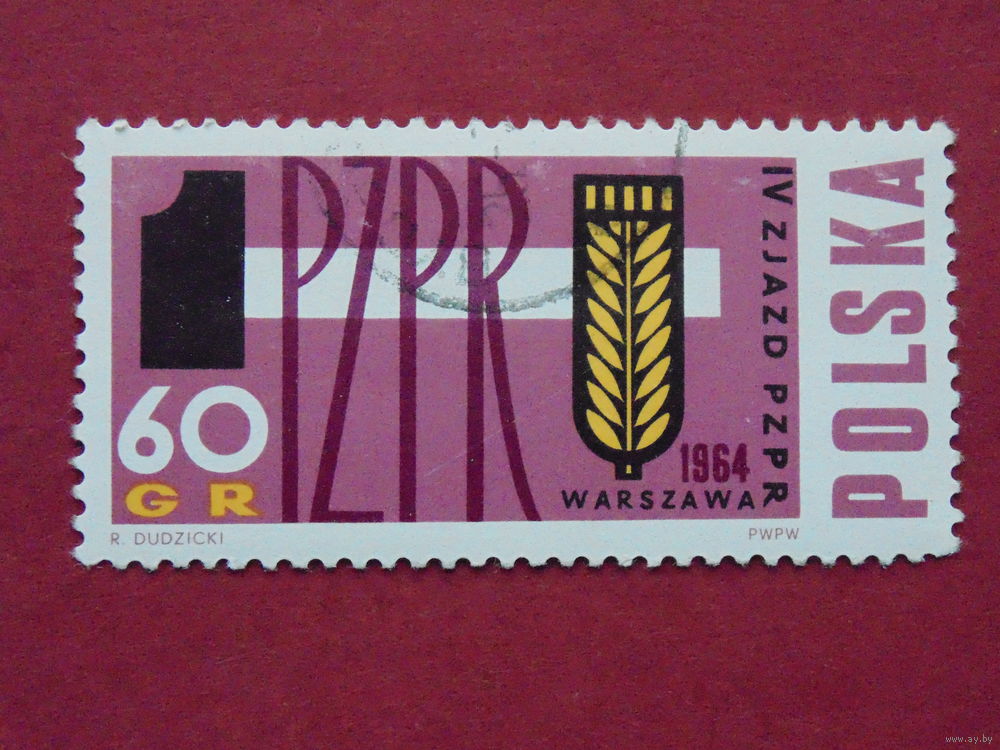 PZPR
60
GR
1964
WARSZAWA
IV ZJAZD PZPR
POLSKA
R. DUDZICKI
PWPW
www.ay.by